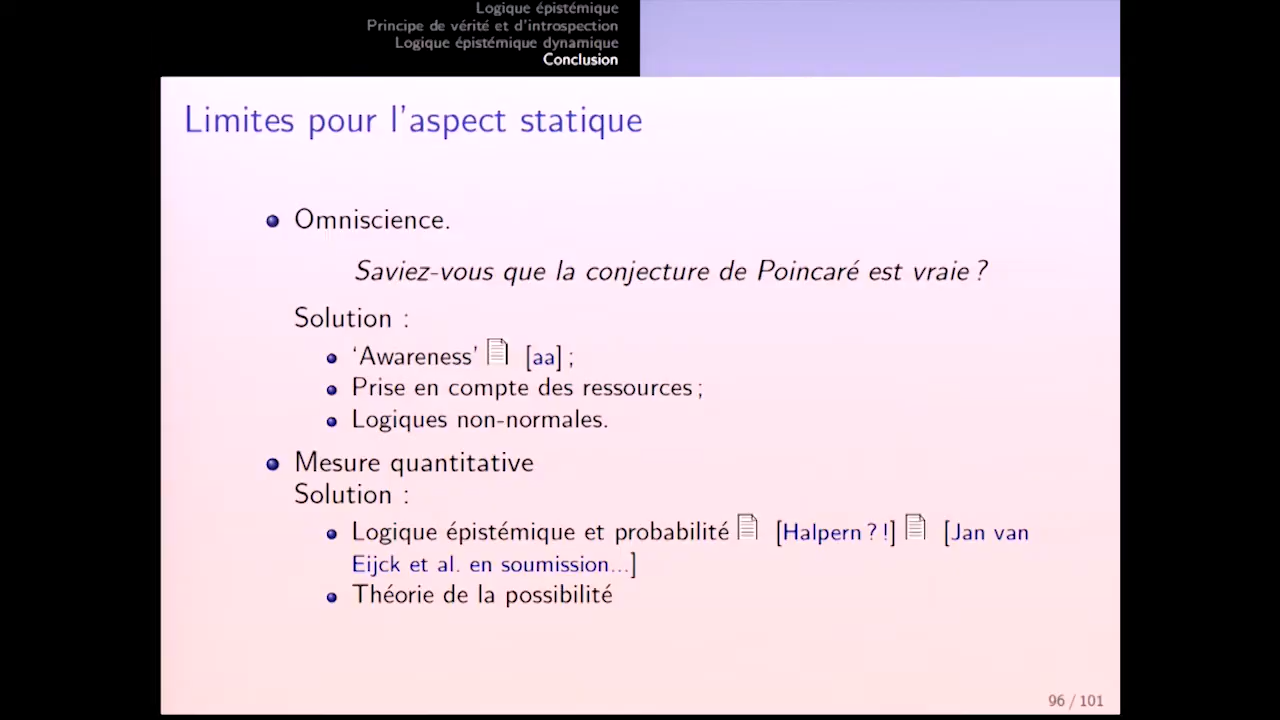 Logique épistémique
Principe de vérité et d'introspection
Logique épistémique dynamique
Conclusion
Limites pour l'aspect statique
Omniscience.
Saviez-vous que la conjecture de Poincaré est vraie ?
Solution :
‘Awareness’ [aa] ;
Prise en compte des ressources ;
Logiques non-normales.
Mesure quantitative
Solution :
Logique épistémique et probabilité [Halpern ? !] [Jan van
Eijck et al. en soumission...]
Théorie de la possibilité
96 / 101